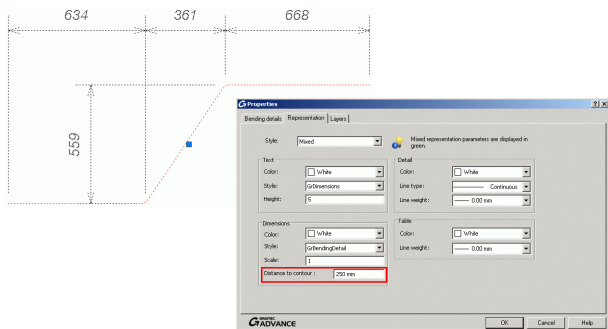 634
361
668
559
Properties
Bending details
Representation
Layers
Style:
Mixed
Mixed representation parameters are displayed in
green.
Text
Color:
White
Style:
GrDimensions
Height:
5
Detail
Color:
White
Line type:
Continuous
Line weight:
0.00 mm
Dimensions
Color:
White
Style:
GrBendingDetail
Scale:
1
Distance to contour :
250 mm
Table
Color:
White
Line weight:
0.00 mm
GRAITEC
ADVANCE
OK
Cancel
Help